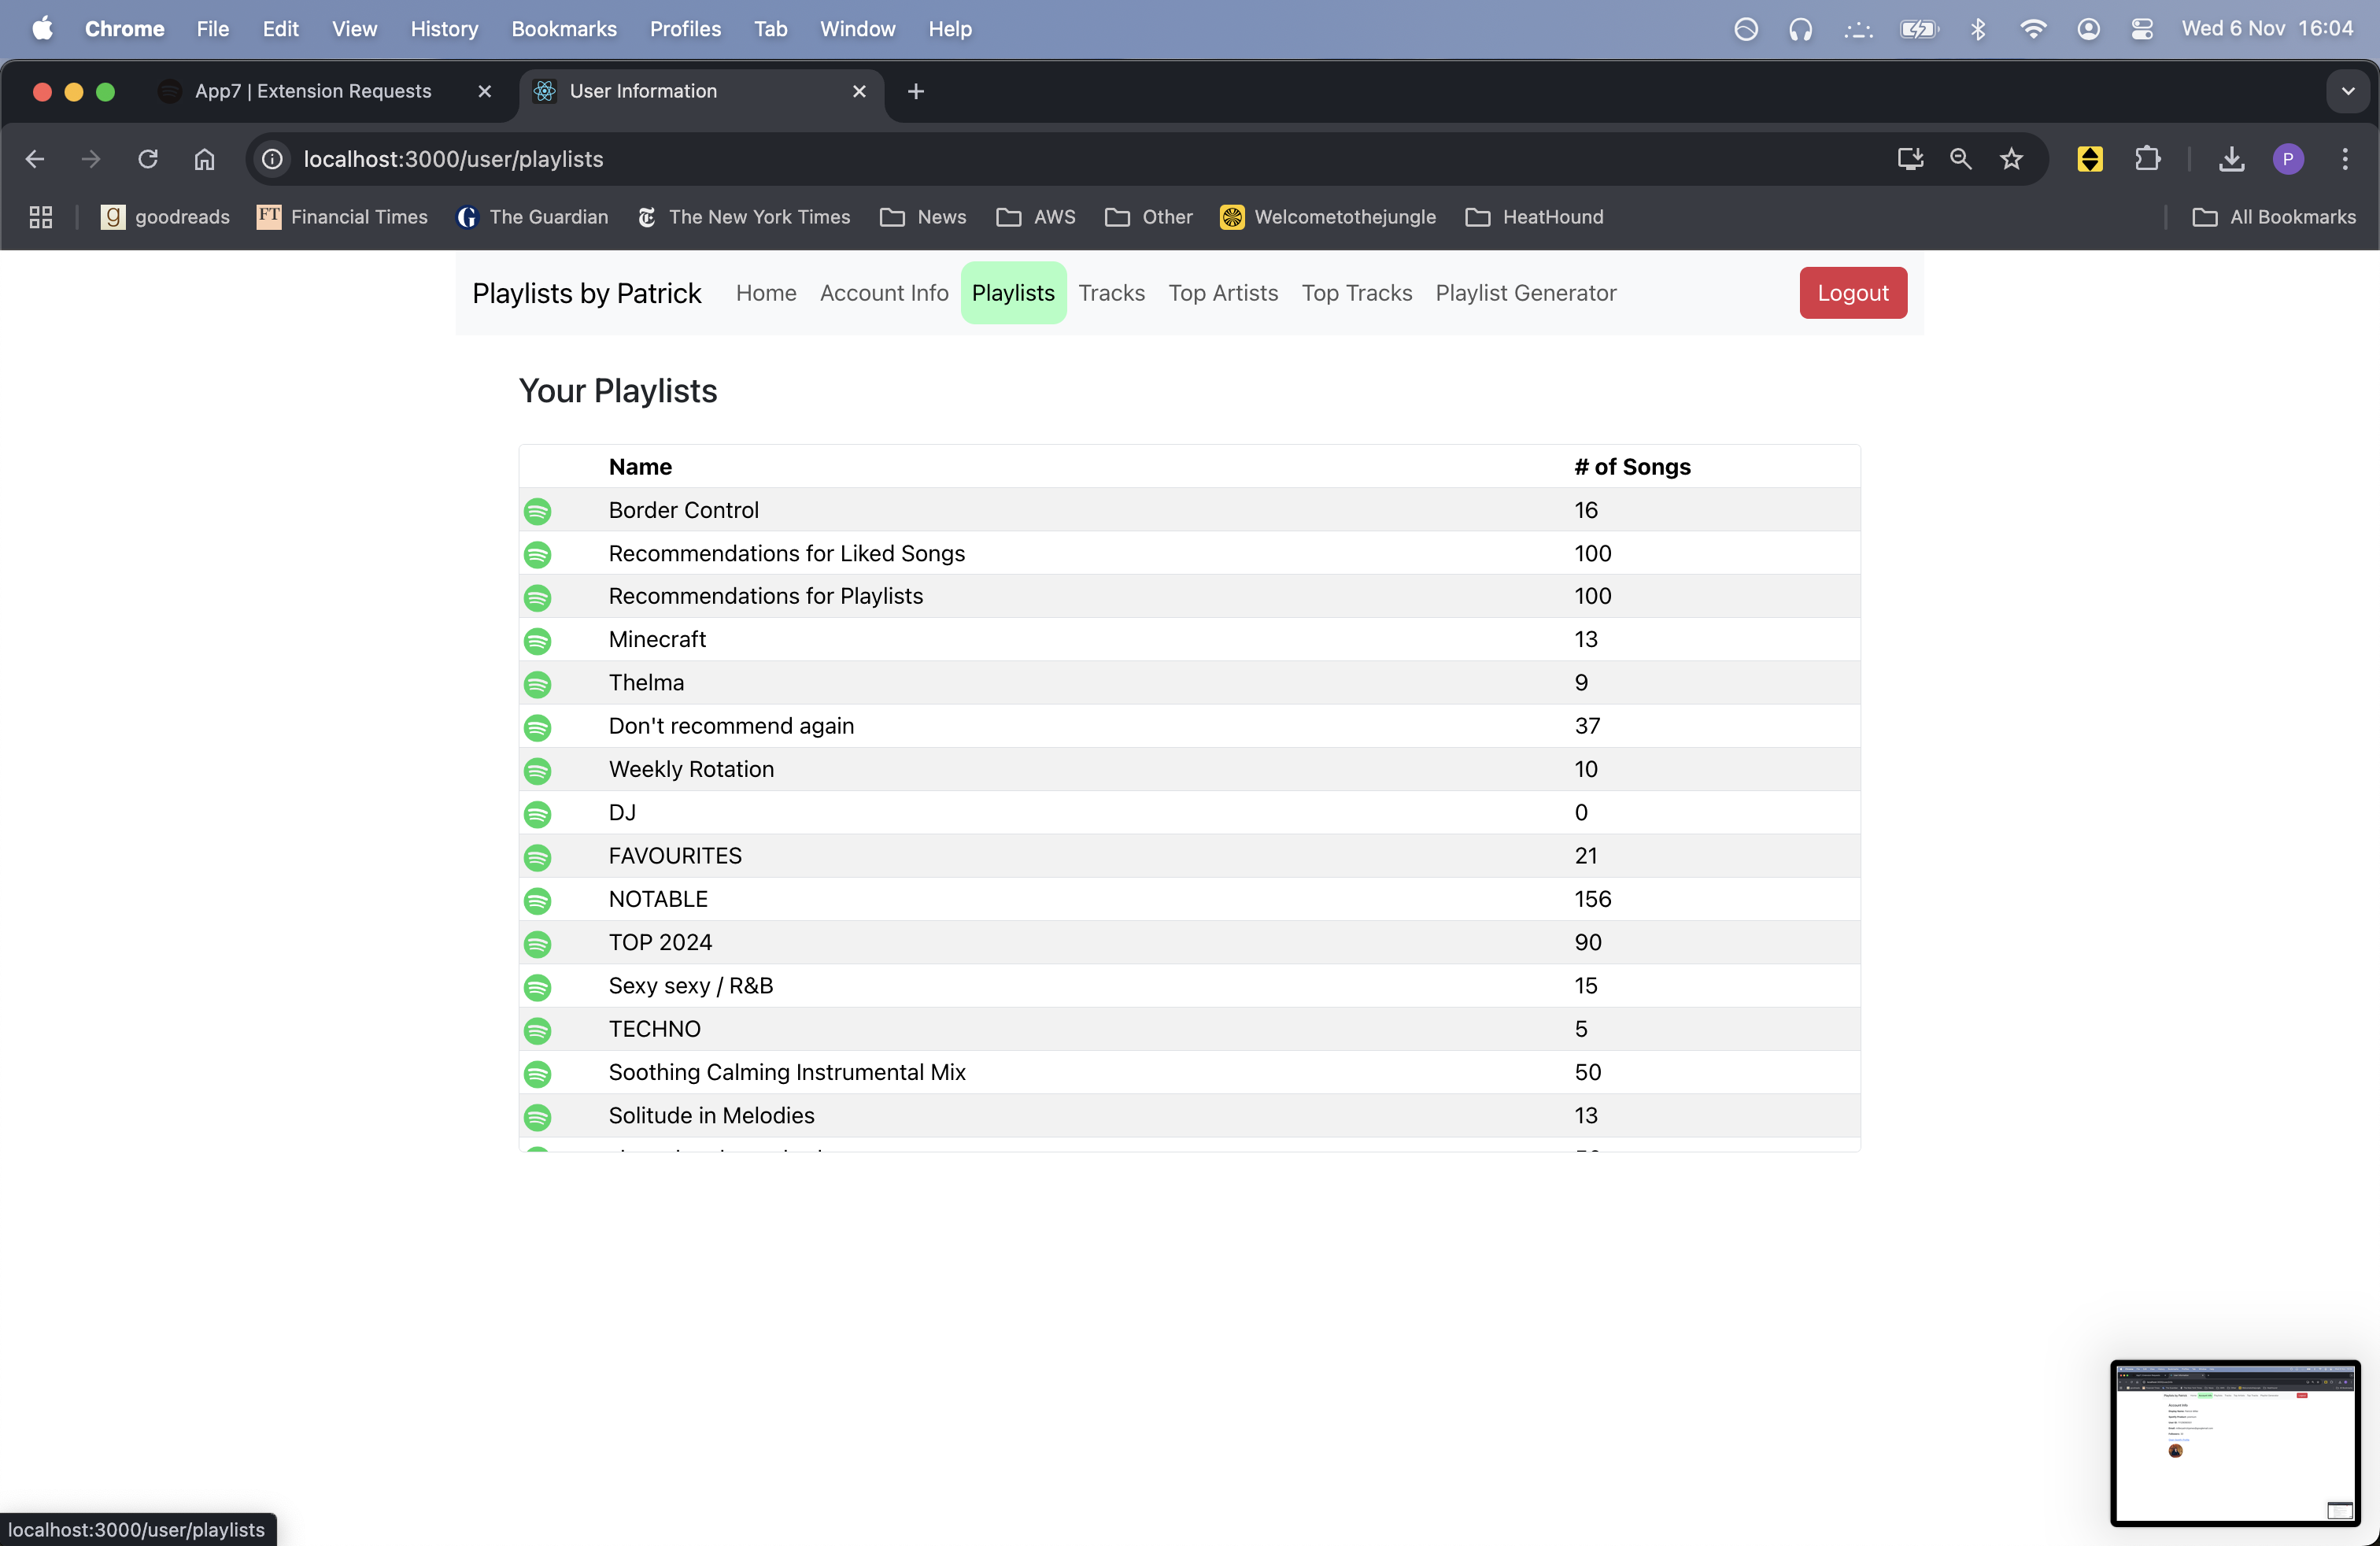 Chrome File Edit View History Bookmarks Profiles Tab Window Help Wed 6 Nov 16:04
App7 | Extension Requests User Information
localhost:3000/user/playlists P
goodreads FT Financial Times The Guardian The New York Times News AWS Other Welcometothejungle HeatHound All Bookmarks
Playlists by Patrick Home Account Info Playlists Tracks Top Artists Top Tracks Playlist Generator Logout
Your Playlists
Name # of Songs
Border Control 16
Recommendations for Liked Songs 100
Recommendations for Playlists 100
Minecraft 13
Thelma 9
Don't recommend again 37
Weekly Rotation 10
DJ 0
FAVOURITES 21
NOTABLE 156
TOP 2024 90
Sexy sexy / R&B 15
TECHNO 5
Soothing Calming Instrumental Mix 50
Solitude in Melodies 13
localhost:3000/user/playlists